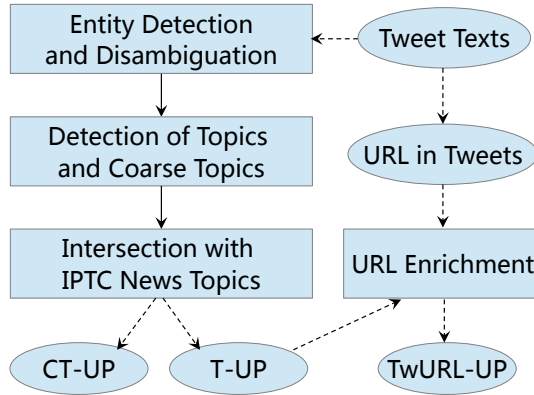 Entity Detection
and Disambiguation
Tweet Texts
Detection of Topics
and Coarse Topics
URL in Tweets
Intersection with
IPTC News Topics
URL Enrichment
CT-UP
T-UP
TwURL-UP